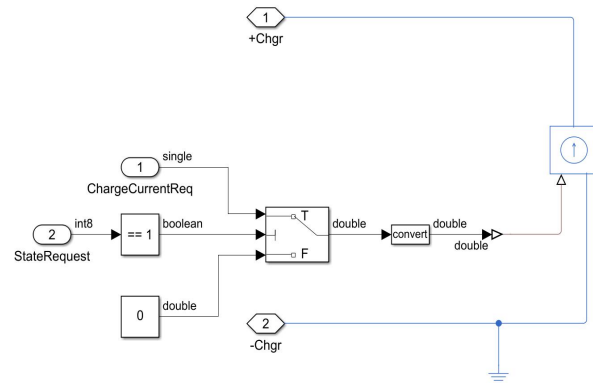 1
+Chgr
1
single
ChargeCurrentReq
T
2
int8
== 1
boolean
double
convert
double
double
StateRequest
F
0
double
2
-Chgr